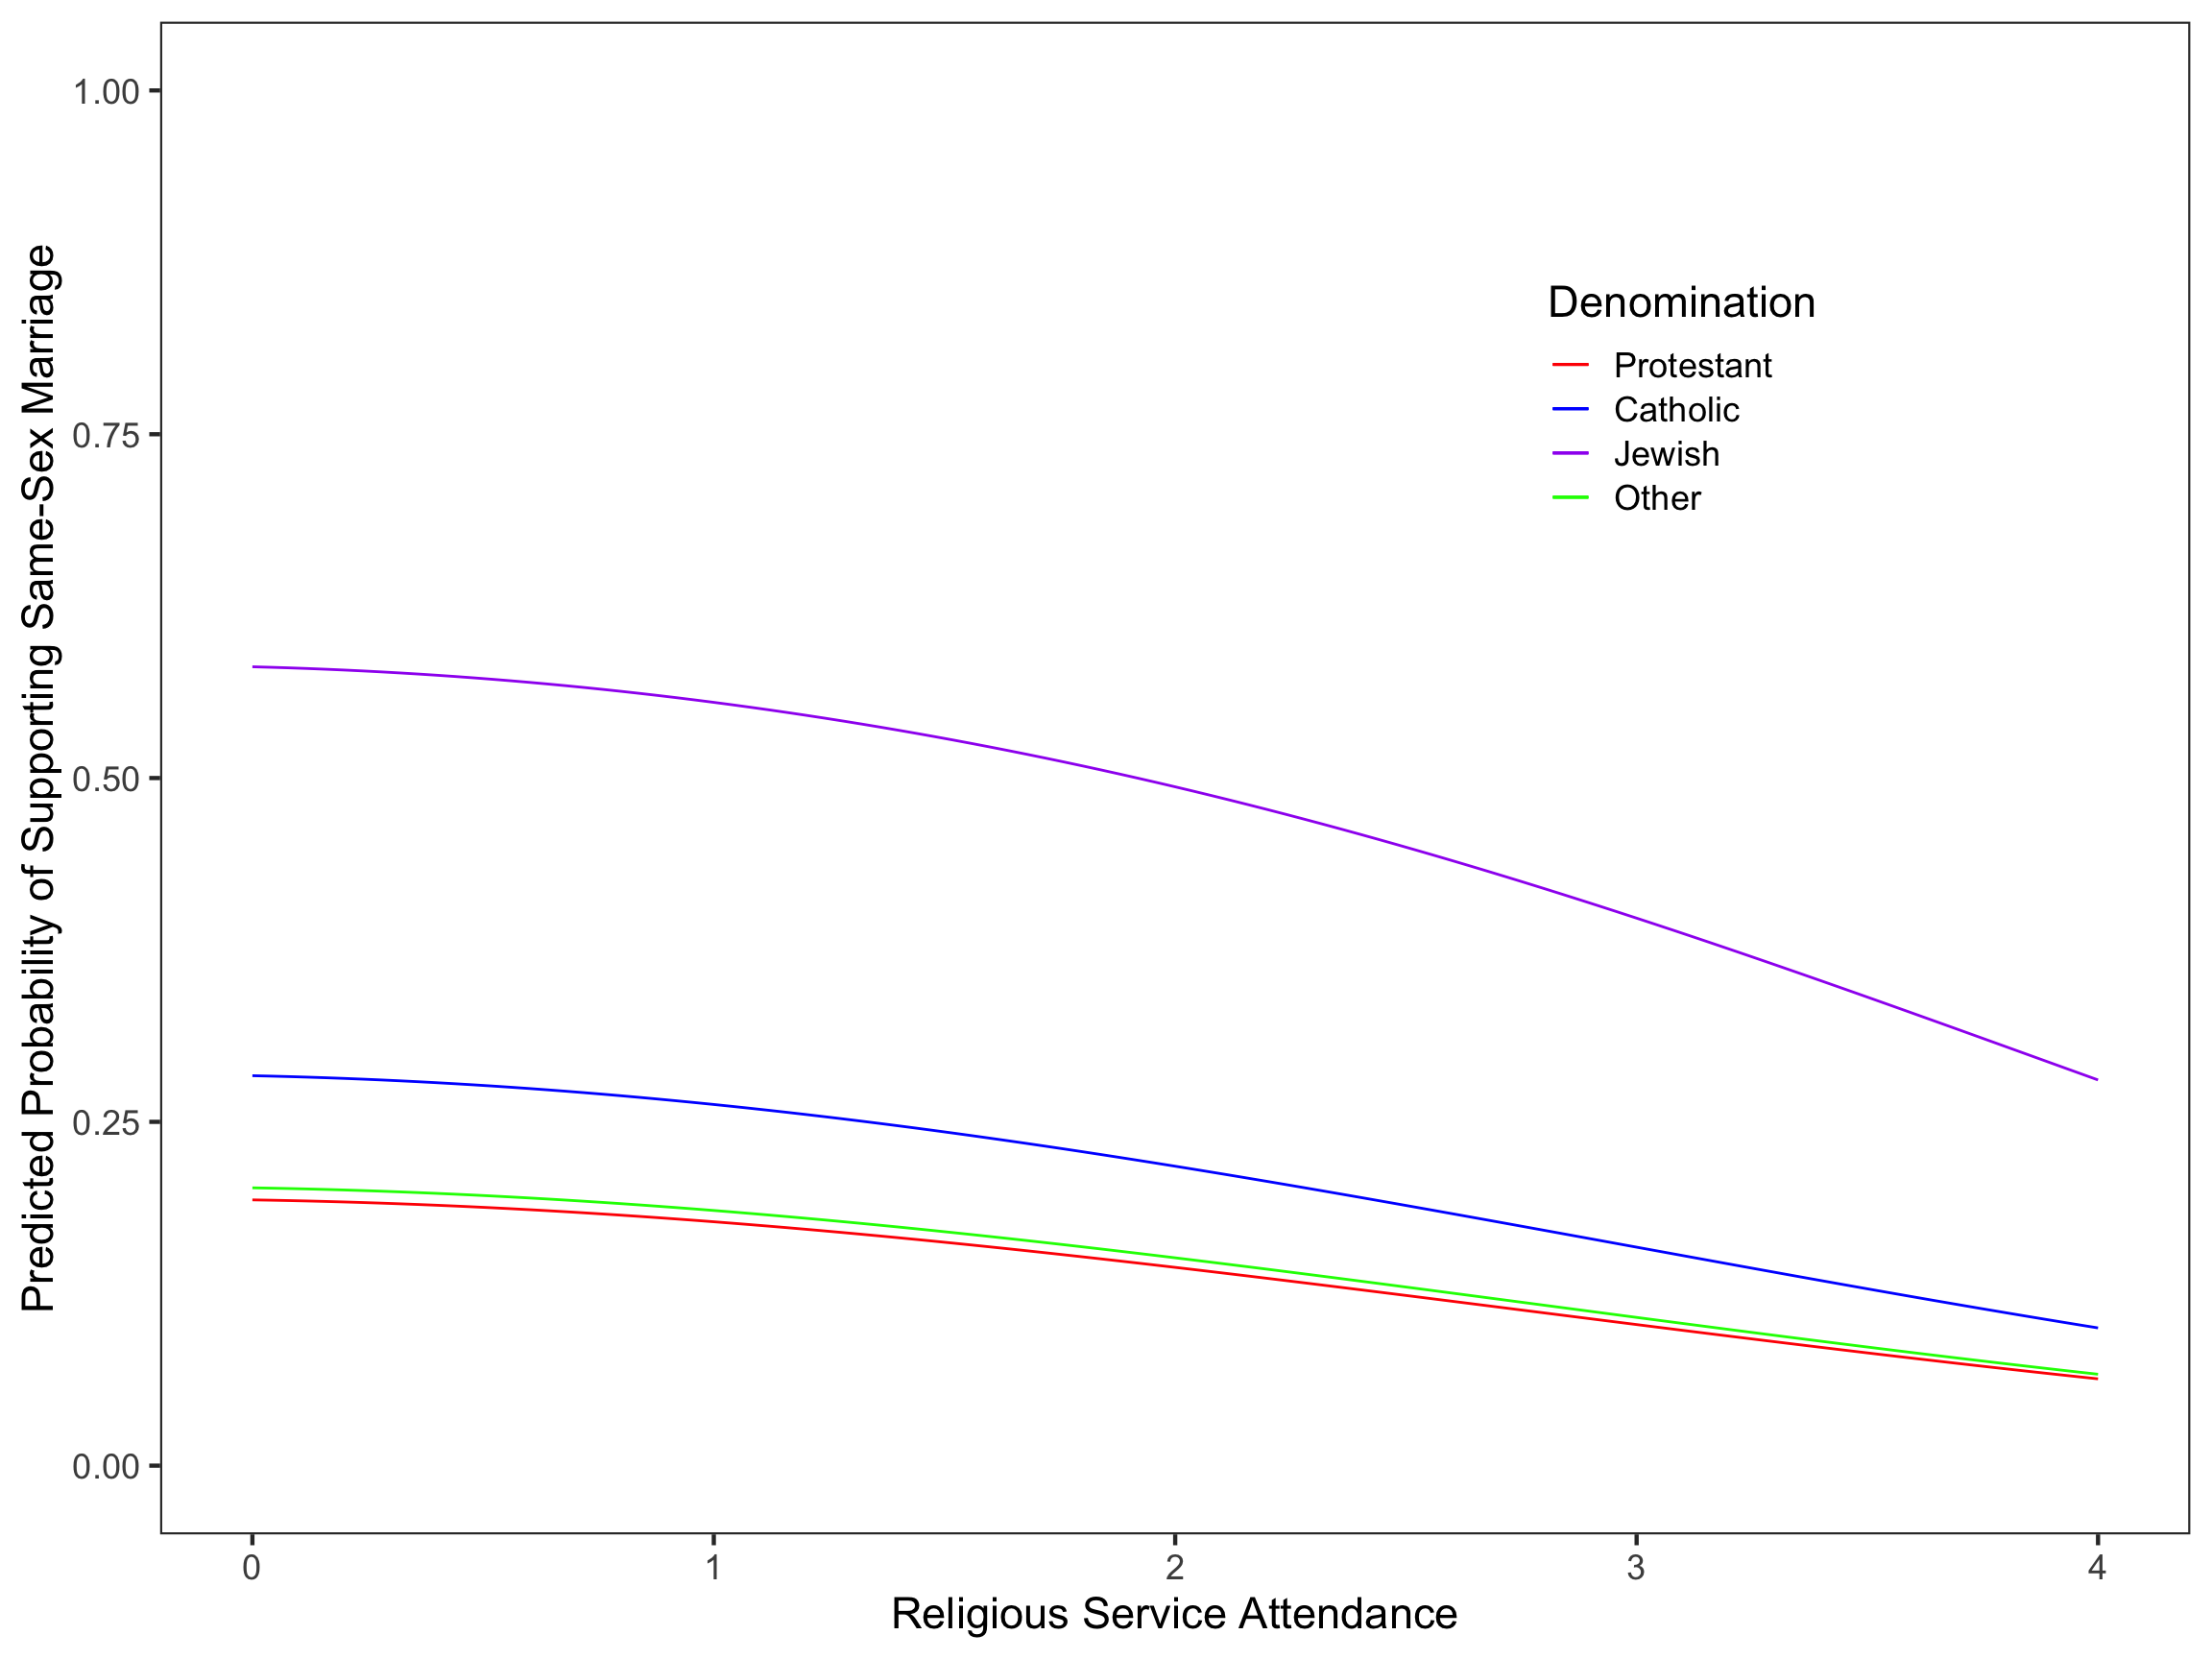 Predicted Probability of Supporting Same-Sex Marriage
1.00
0.75
0.50
0.25
0.00
Denomination
Protestant
Catholic
Jewish
Other
0 1 2 3 4
Religious Service Attendance